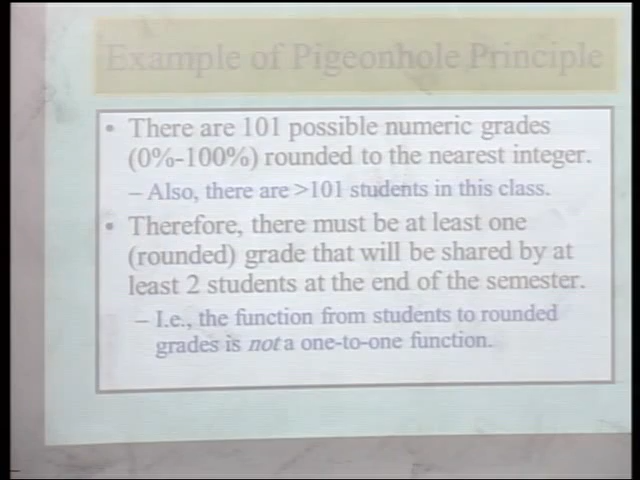 Example of Pigeonhole Principle
• There are 101 possible numeric grades
(0%-100%) rounded to the nearest integer.
– Also, there are >101 students in this class.
• Therefore, there must be at least one
(rounded) grade that will be shared by at
least 2 students at the end of the semester.
– I.e., the function from students to rounded
grades is not a one-to-one function.